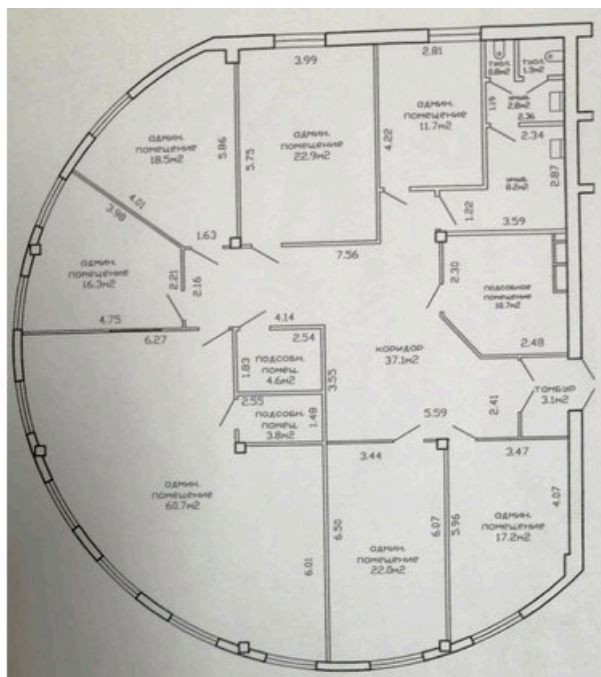 3.99
2.81
туал.
0.8м2
туал.
1.3м2
1.19
умыв.
2.8м2
2.36
2.34
админ.
помещение
18.5м2
5.86
5.75
админ.
помещение
22.9м2
4.22
админ.
помещение
11.7м2
умыв.
8.2м2
2.87
4.01
3.98
1.63
7.56
1.22
3.59
админ.
помещение
16.3м2
2.21
2.16
2.30
подсобное
помещение
10.7м2
4.75
6.27
4.14
2.54
2.48
1.83
подсобн.
помещ.
4.6м2
3.55
коридор
37.1м2
тамбур
3.1м2
2.55
подсобн.
помещ.
3.8м2
1.48
2.41
5.59
3.44
3.47
4.07
админ.
помещение
60.7м2
6.01
6.50
админ.
помещение
22.0м2
6.07
5.96
админ.
помещение
17.2м2